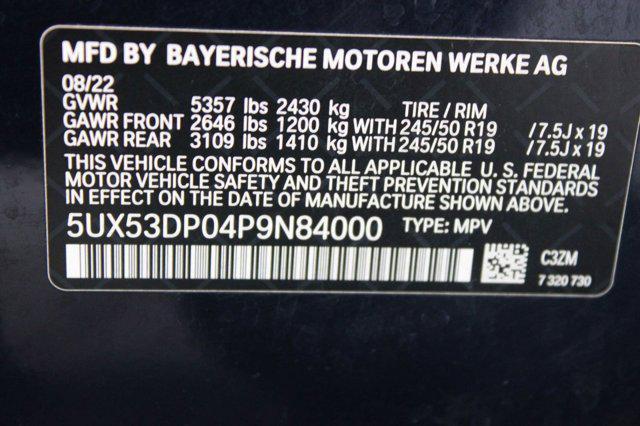 MFD BY BAYERISCHE MOTOREN WERKE AG
08/22
GVWR 5357 lbs 2430 kg TIRE / RIM
GAWR FRONT 2646 lbs 1200 kg WITH 245/50 R19 / 7.5J x 19
GAWR REAR 3109 lbs 1410 kg WITH 245/50 R19 / 7.5J x 19
THIS VEHICLE CONFORMS TO ALL APPLICABLE U. S. FEDERAL
MOTOR VEHICLE SAFETY AND THEFT PREVENTION STANDARDS
IN EFFECT ON THE DATE OF MANUFACTURE SHOWN ABOVE.
5UX53DP04P9N84000 TYPE: MPV
C3ZM
7 320 730